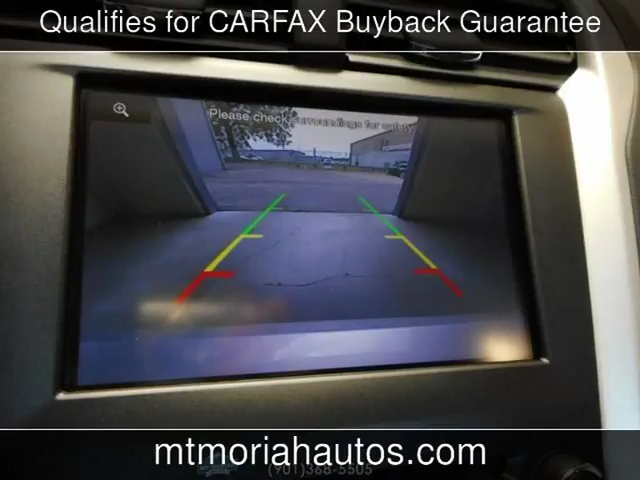 Qualifies for CARFAX Buyback Guarantee
Please check surroundings for safety
mtmoriahautos.com
(901)368-5505